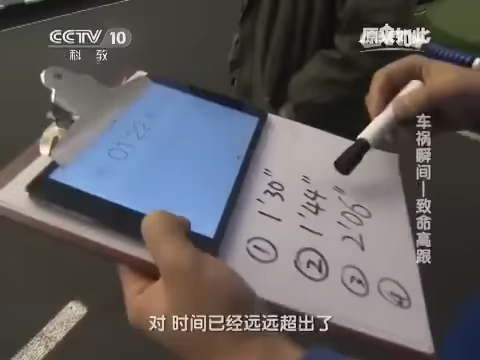 CCTV 10
科教
原来如此
车祸瞬间—致命高跟
① 1'30"
② 1'44"
③ 2'06"
④
对 时间已经远远超出了